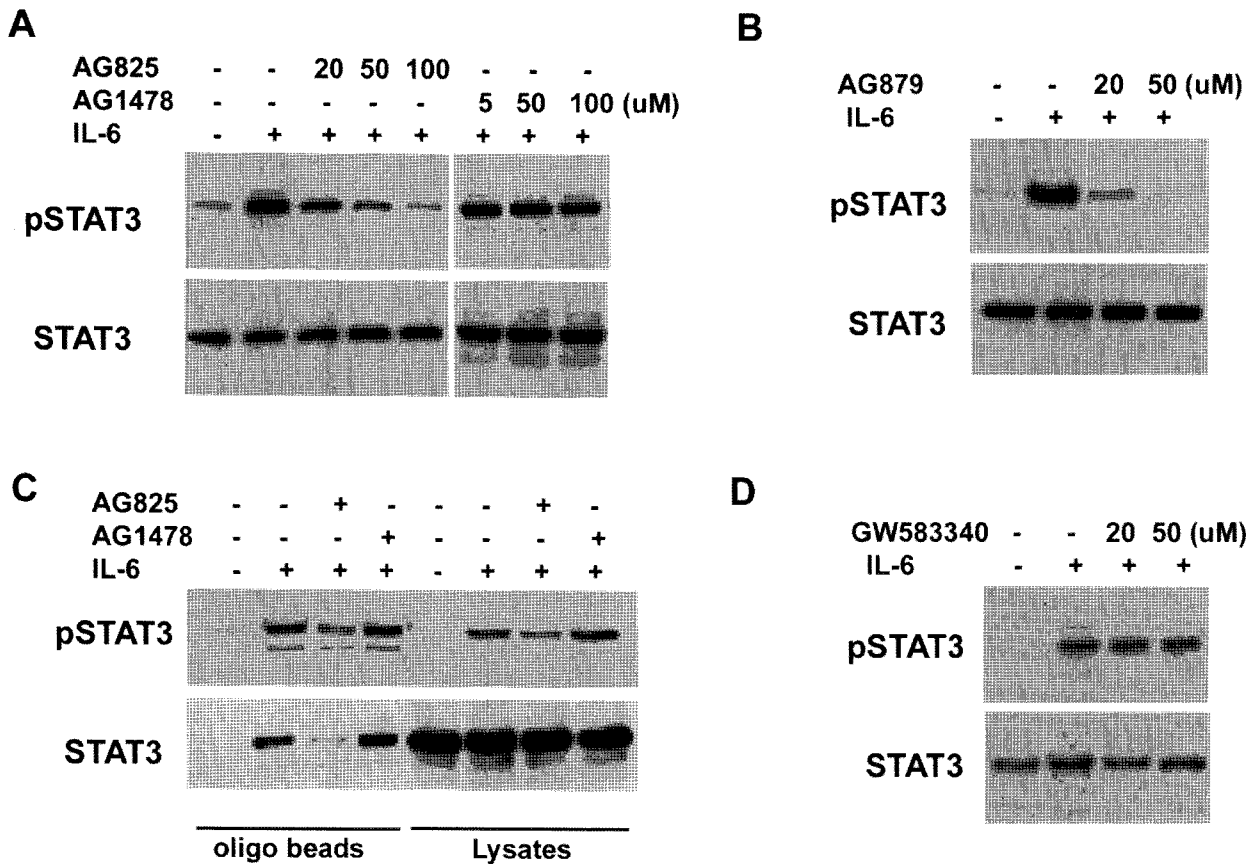 A
AG825 - - 20 50 100 - - -
AG1478 - - - - - 5 50 100 (uM)
IL-6 - + + + + + + +
pSTAT3
STAT3
B
AG879 - - 20 50 (uM)
IL-6 - + + +
pSTAT3
STAT3
C
AG825 - - + - - - + -
AG1478 - - - + - - - +
IL-6 - + + + - + + +
pSTAT3
STAT3
oligo beads Lysates
D
GW583340 - - 20 50 (uM)
IL-6 - + + +
pSTAT3
STAT3